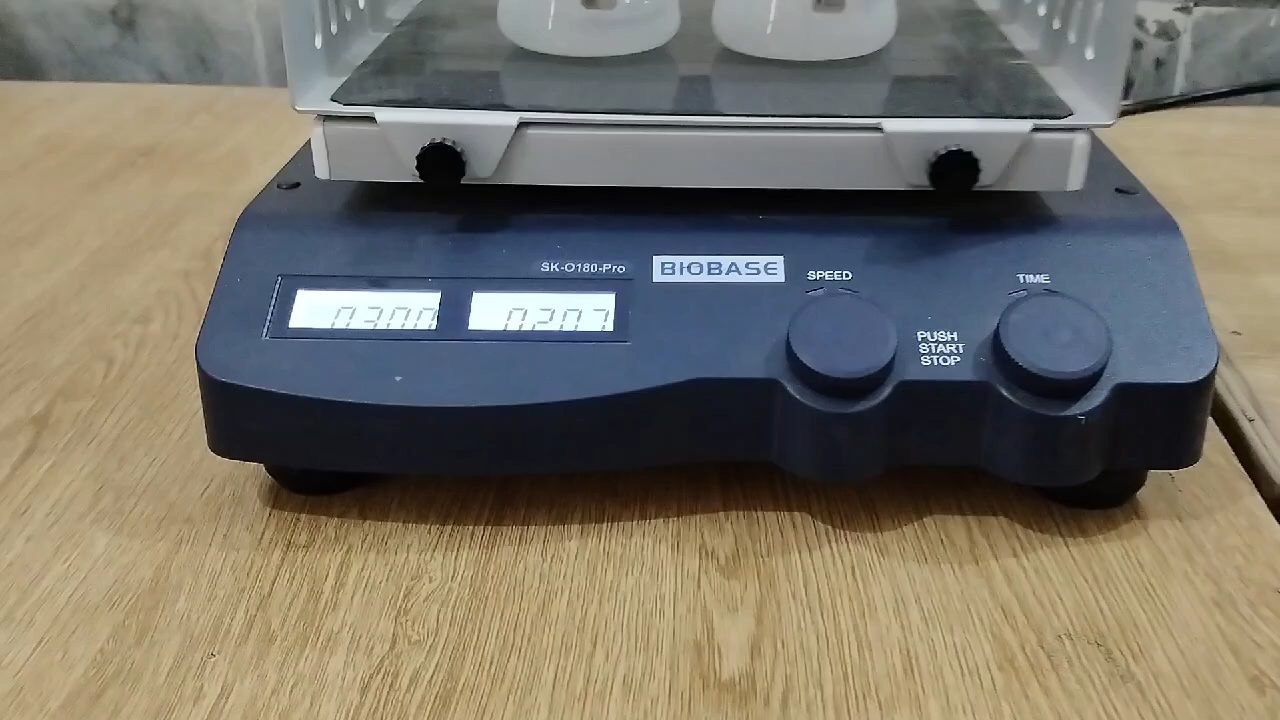 SK-O180-Pro
BIOBASE
SPEED
TIME
0300
0207
PUSH
START
STOP